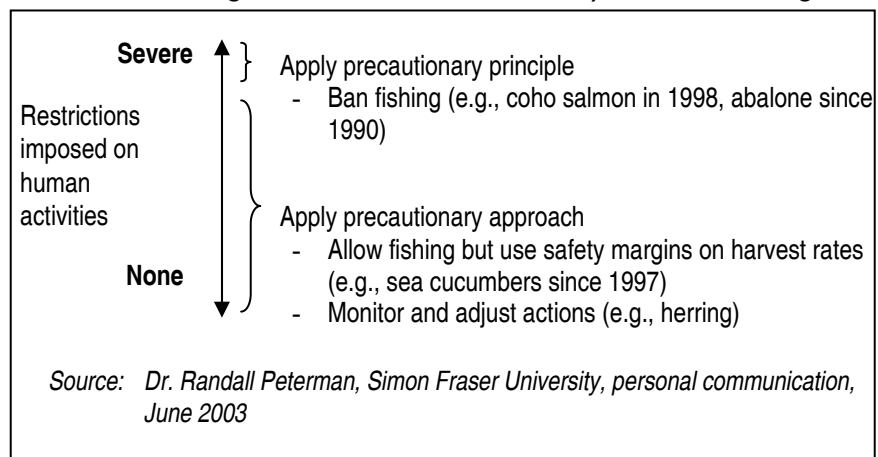 Severe
Apply precautionary principle
- Ban fishing (e.g., coho salmon in 1998, abalone since
1990)
Restrictions
imposed on
human
activities
Apply precautionary approach
- Allow fishing but use safety margins on harvest rates
(e.g., sea cucumbers since 1997)
None
- Monitor and adjust actions (e.g., herring)
Source: Dr. Randall Peterman, Simon Fraser University, personal communication,
June 2003